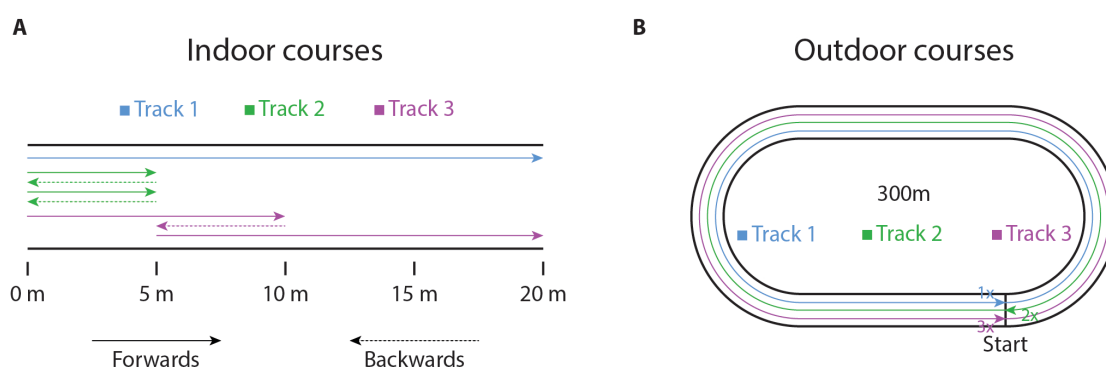 A
Indoor courses
Track 1 Track 2 Track 3
0 m 5 m 10 m 15 m 20 m
Forwards Backwards
B
Outdoor courses
300m
Track 1 Track 2 Track 3
1x
2x
3x
Start